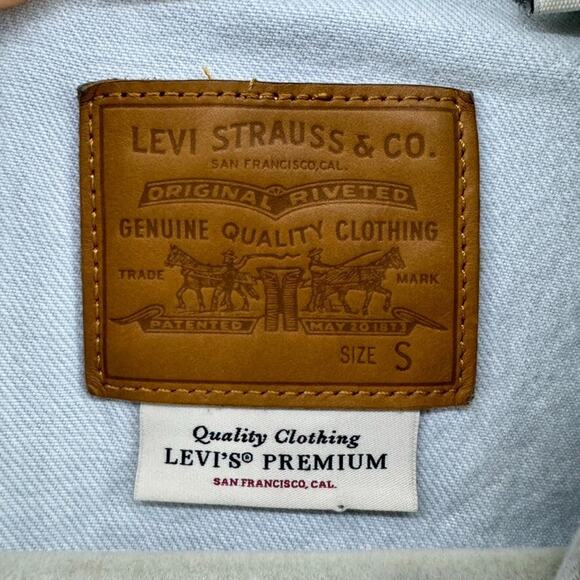 LEVI STRAUSS & CO.
SAN FRANCISCO, CAL.
ORIGINAL RIVETED
GENUINE QUALITY CLOTHING
TRADE MARK
PATENTED MAY 20 1873
SIZE S
Quality Clothing
LEVI'S® PREMIUM
SAN FRANCISCO, CAL.